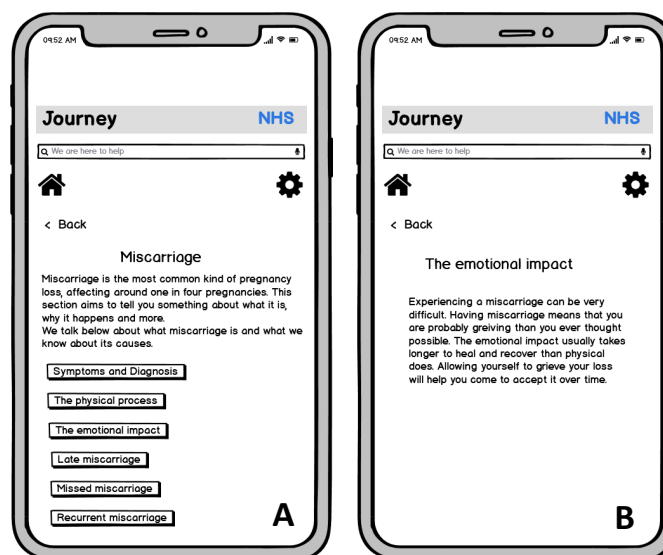 09:52 AM
Journey
NHS
We are here to help
< Back
Miscarriage
Miscarriage is the most common kind of pregnancy
loss, affecting around one in four pregnancies. This
section aims to tell you something about what it is,
why it happens and more.
We talk below about what miscarriage is and what we
know about its causes.
Symptoms and Diagnosis
The physical process
The emotional impact
Late miscarriage
Missed miscarriage
Recurrent miscarriage
A
09:52 AM
Journey
NHS
We are here to help
< Back
The emotional impact
Experiencing a miscarriage can be very
difficult. Having miscarriage means that you
are probably greiving than you ever thought
possible. The emotional impact usually takes
longer to heal and recover than physical
does. Allowing yourself to grieve your loss
will help you come to accept it over time.
B